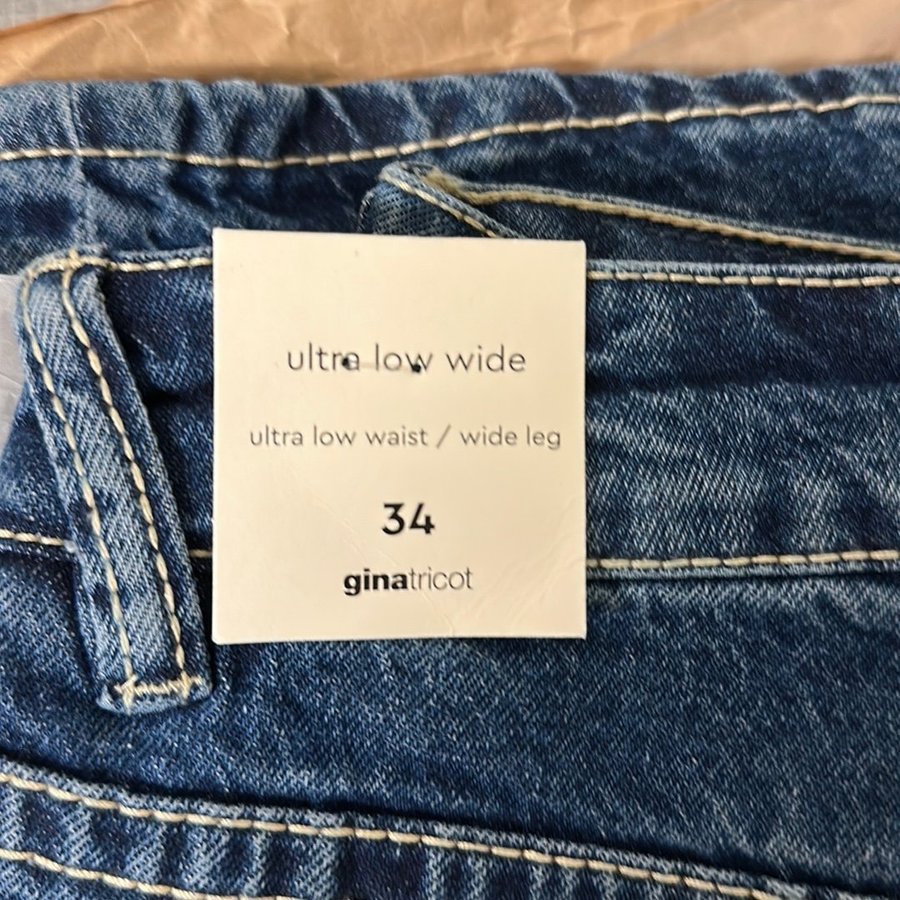 ultra low wide
ultra low waist / wide leg
34
ginatricot